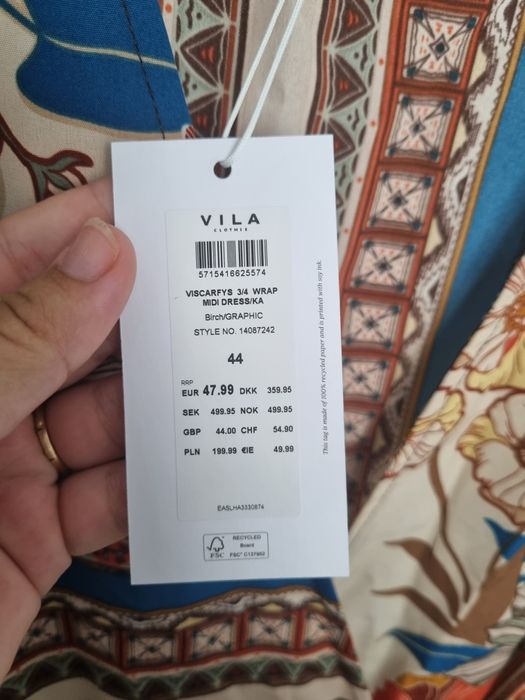 VILA
CLOTHES
5715416625574
VISCARFYS 3/4 WRAP
MIDI DRESS/KA
Birch/GRAPHIC
STYLE NO. 14087242
44
RRP
EUR 47.99 DKK 359.95
SEK 499.95 NOK 499.95
GBP 44.00 CHF 54.90
PLN 199.99 €IE 49.99
EASLHA3330874
This tag is made of 100% recycled paper and is printed with soy ink.
FSC
RECYCLED
Board
FSC® C137982